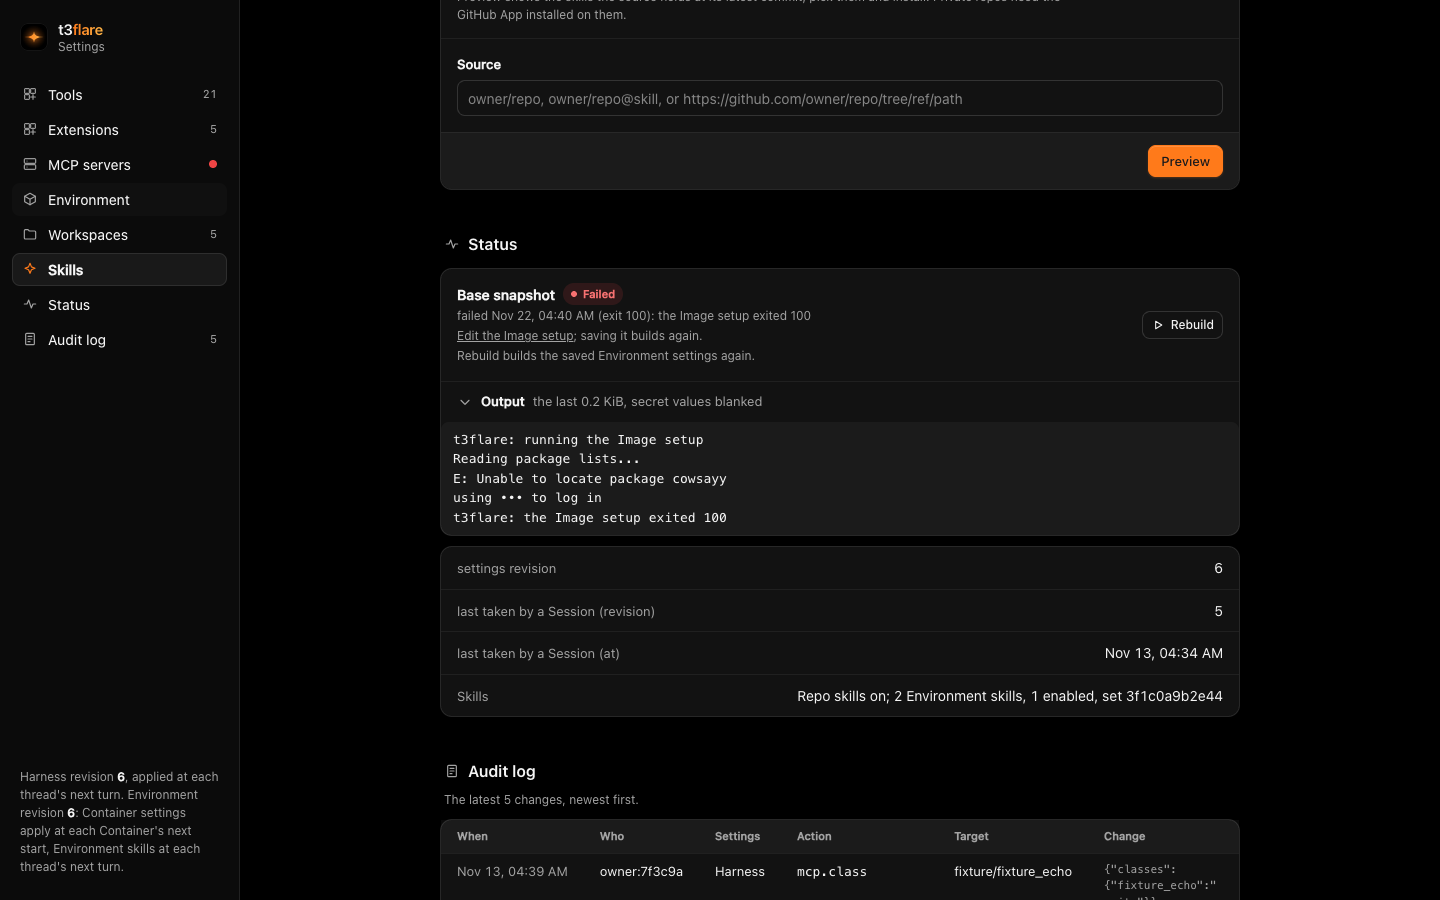 t3flare
Settings
Tools 21
Extensions 5
MCP servers
Environment
Workspaces 5
Skills
Status
Audit log 5
Harness revision 6, applied at each
thread's next turn. Environment
revision 6: Container settings
apply at each Container's next
start, Environment skills at each
thread's next turn.
GitHub App installed on them.
Source
owner/repo, owner/repo@skill, or https://github.com/owner/repo/tree/ref/path
Preview
Status
Base snapshot Failed
failed Nov 22, 04:40 AM (exit 100): the Image setup exited 100
Edit the Image setup; saving it builds again.
Rebuild builds the saved Environment settings again.
Rebuild
Output the last 0.2 KiB, secret values blanked
t3flare: running the Image setup
Reading package lists...
E: Unable to locate package cowsayy
using ••• to log in
t3flare: the Image setup exited 100
settings revision 6
last taken by a Session (revision) 5
last taken by a Session (at) Nov 13, 04:34 AM
Skills Repo skills on; 2 Environment skills, 1 enabled, set 3f1c0a9b2e44
Audit log
The latest 5 changes, newest first.
When Who Settings Action Target Change
Nov 13, 04:39 AM owner:7f3c9a Harness mcp.class fixture/fixture_echo {"classes":
{"fixture_echo":"